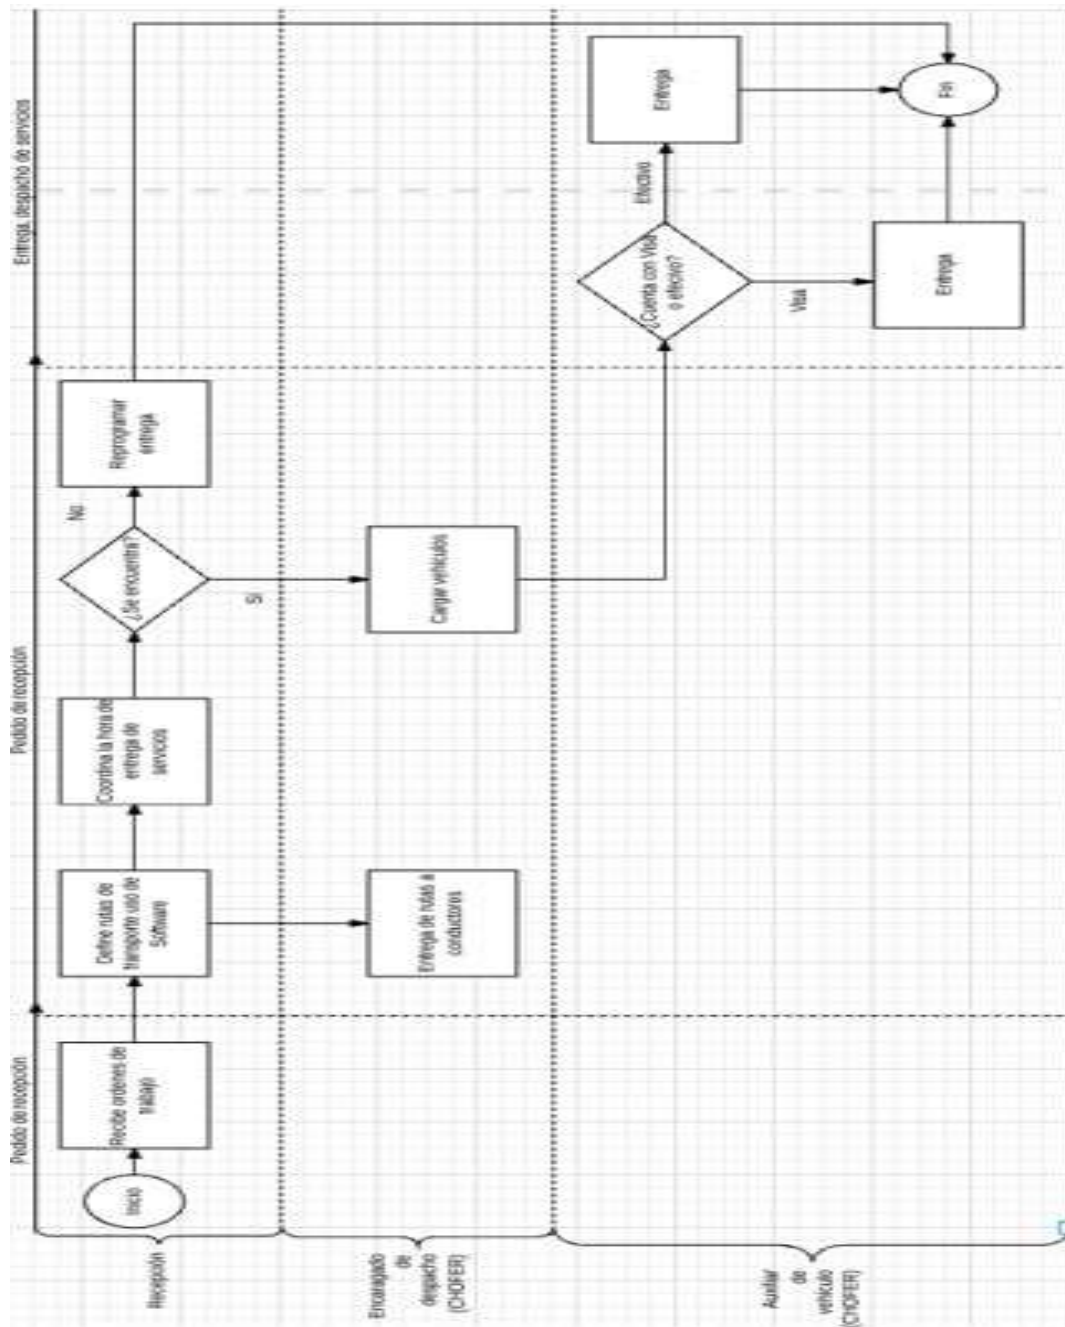 Pedido de recepción
Pedido de recepción
Entrega, despacho de servicios
Recepción
Inicio
Recibe ordenes de
trabajo
Define rutas de
transporte uso de
Software
Coordina la hora de
entrega de
servicios
¿Se encuentra?
No
Si
Reprogramar
entrega
Encargado
de
despacho
(CHOFER)
Entrega de rutas a
conductores
Cargar vehículos
Auxiliar
de
vehículo
(CHOFER)
¿Cuenta con Visa
o efectivo?
Efectivo
Visa
Entrega
Entrega
Fin